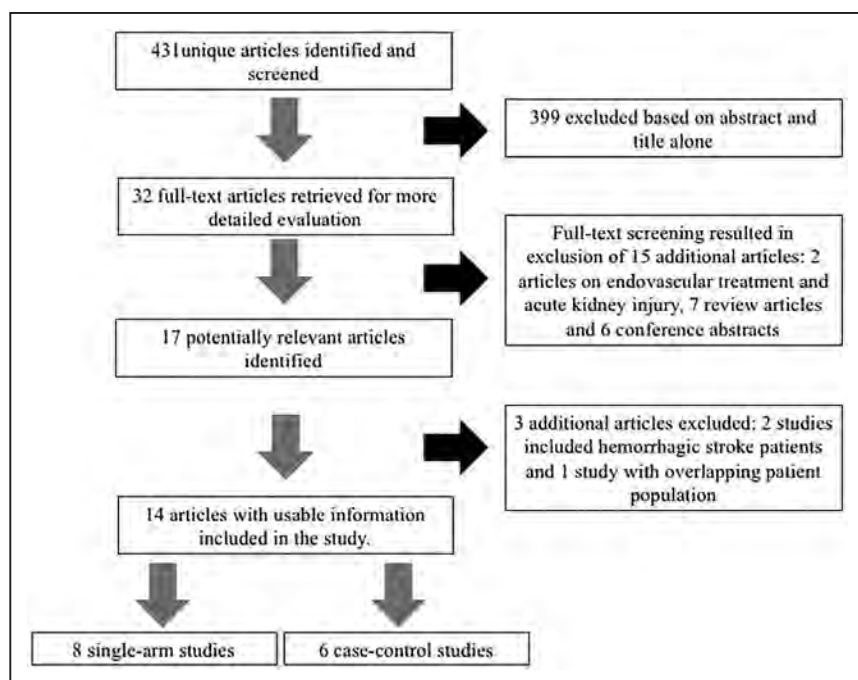 431unique articles identified and
screened
399 excluded based on abstract and
title alone
32 full-text articles retrieved for more
detailed evaluation
Full-text screening resulted in
exclusion of 15 additional articles: 2
articles on endovascular treatment and
acute kidney injury, 7 review articles
and 6 conference abstracts
17 potentially relevant articles
identified
3 additional articles excluded: 2 studies
included hemorrhagic stroke patients
and 1 study with overlapping patient
population
14 articles with usable information
included in the study.
8 single-arm studies
6 case-control studies